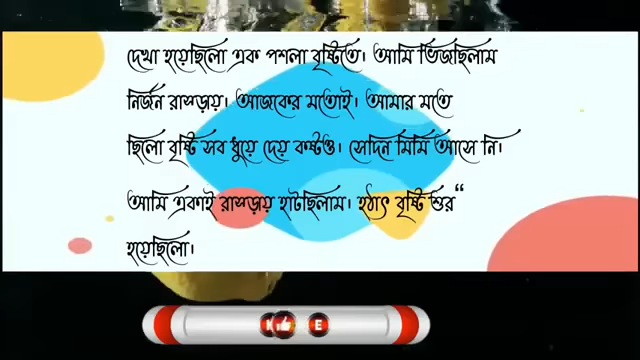 দেখা হয়েছিলো এক পশলা বৃষ্টিতে। আমি ভিজছিলাম
নির্জন রাস্তায়। আজকের মতোই। আমার মতে
ছিলো বৃষ্টি সব ধুয়ে দেয় কষ্টও। সেদিন মিমি আসে নি।
আমি একাই রাস্তায় হাটছিলাম। হঠাৎ বৃষ্টি শুর“
হয়েছিলো।
E